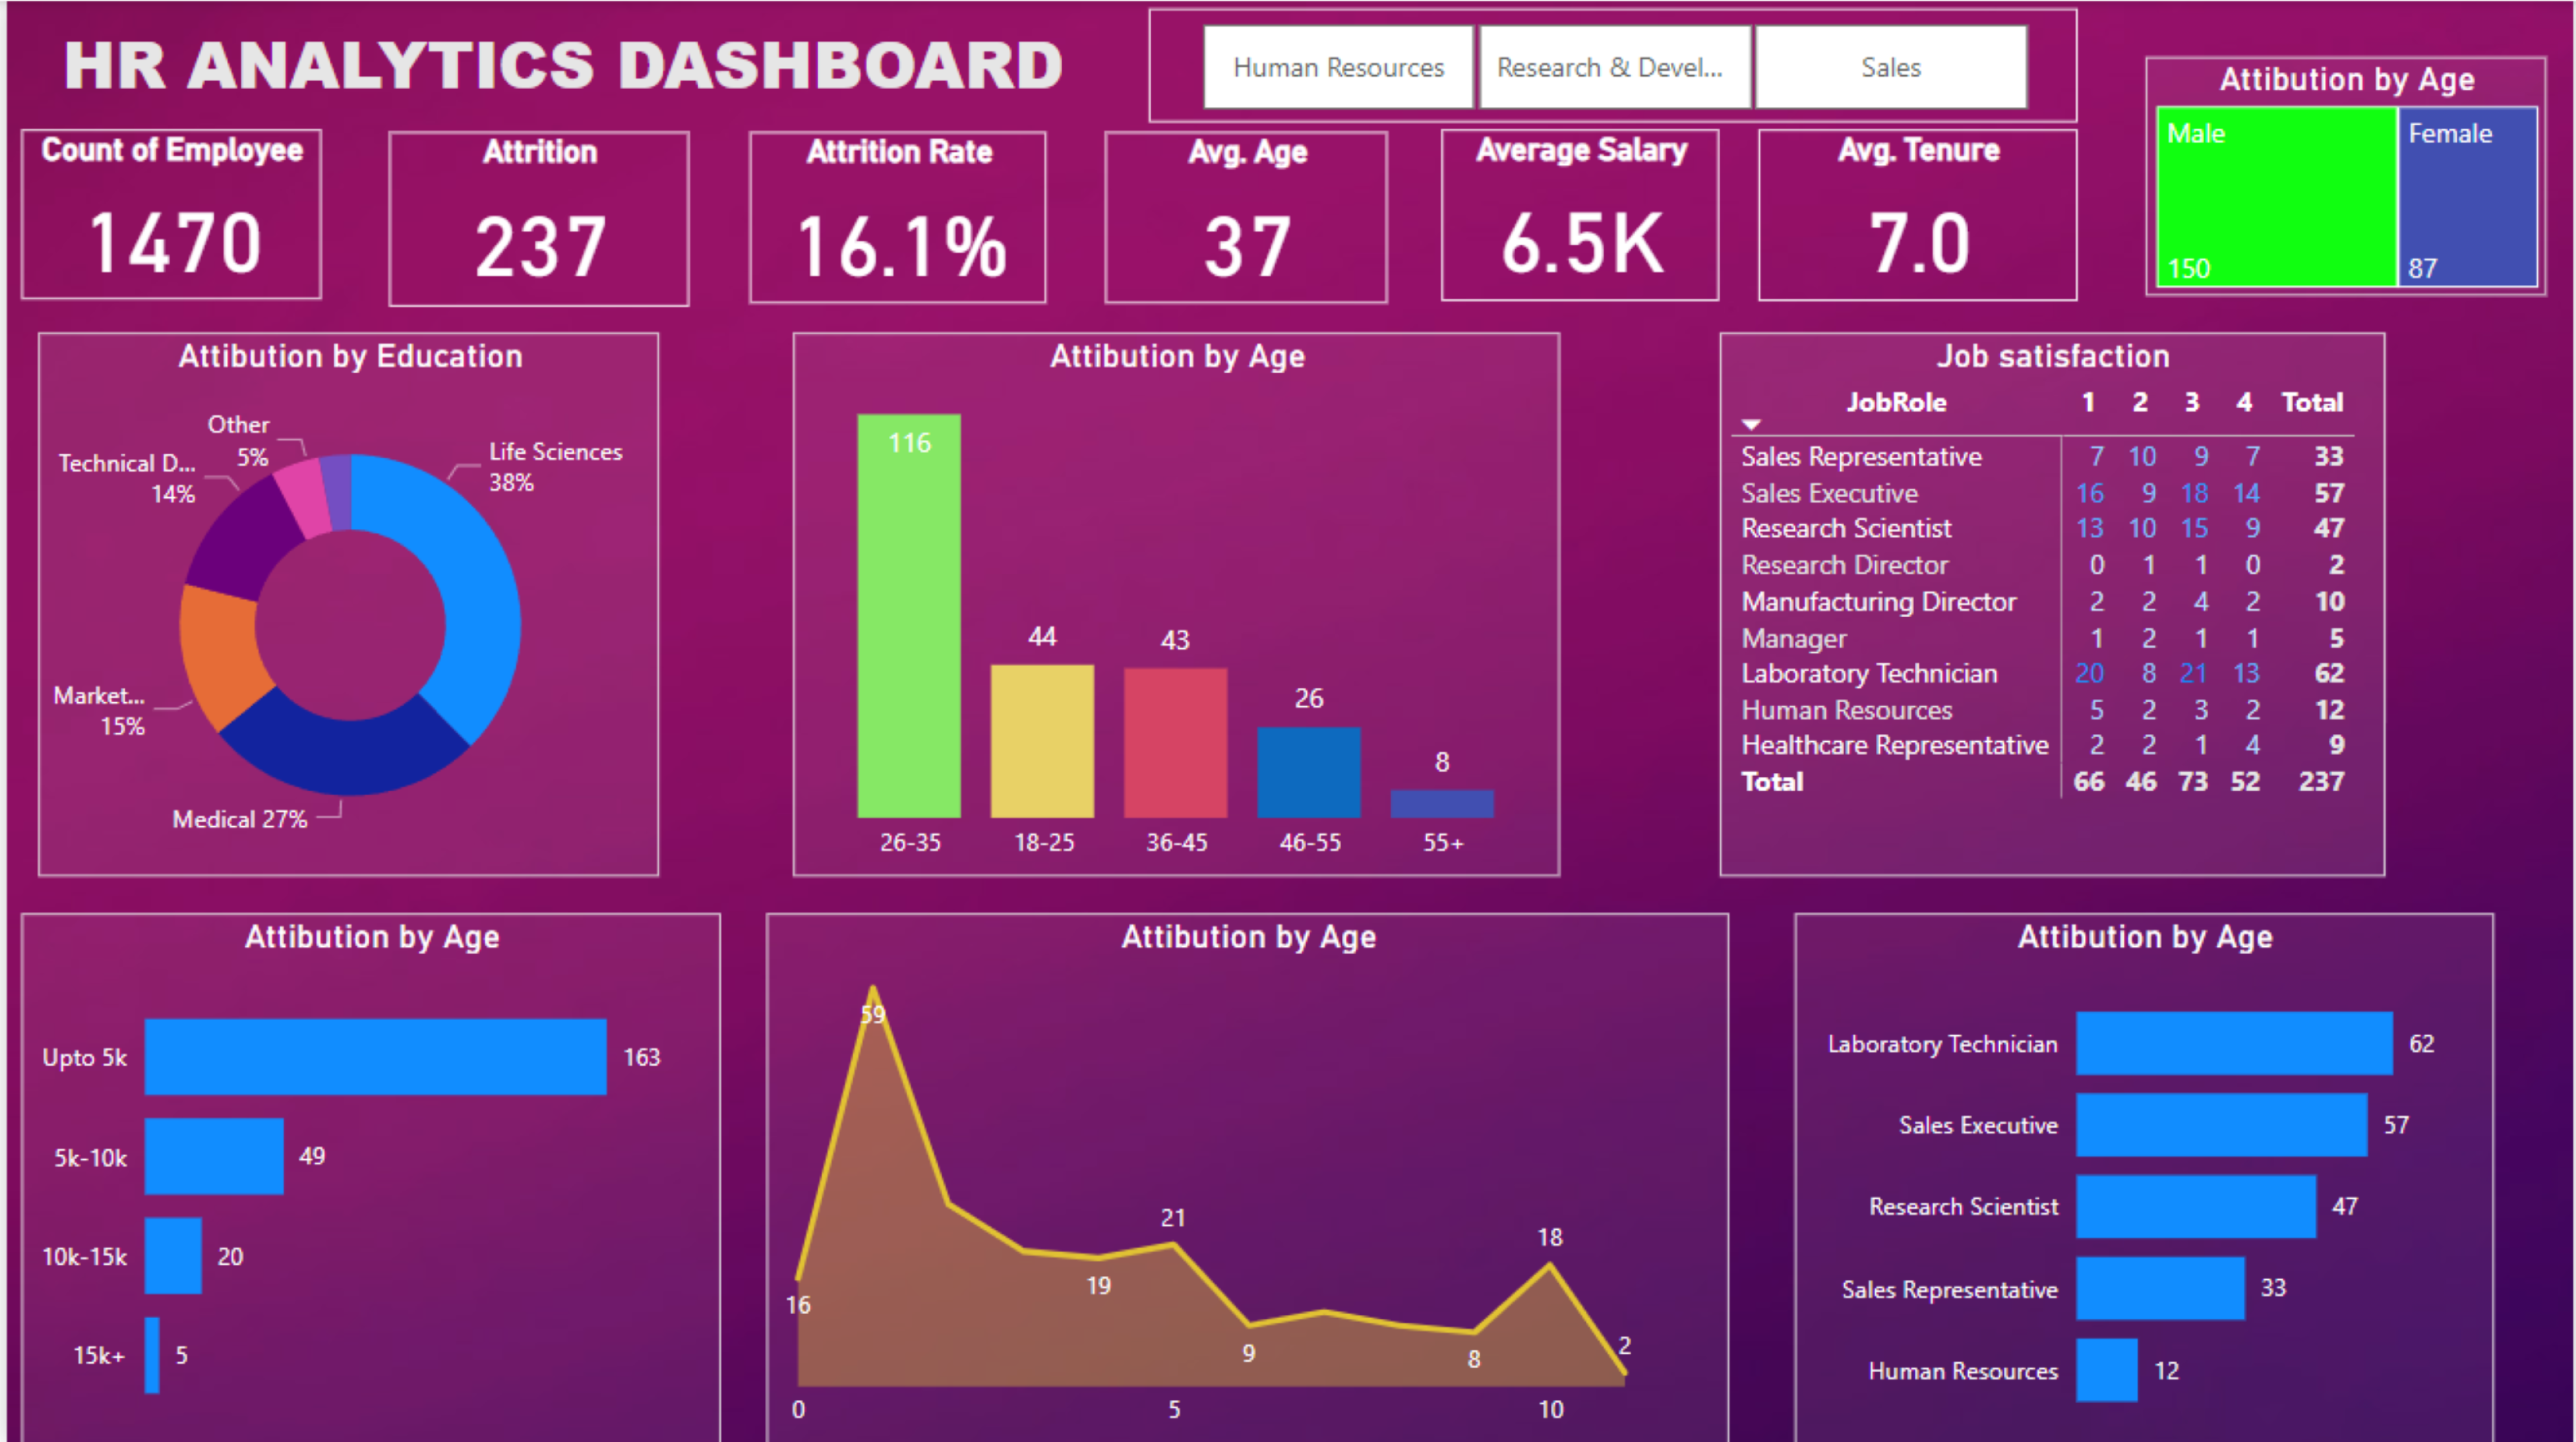 HR ANALYTICS DASHBOARD
Human Resources
Research & Devel...
Sales
Count of Employee
1470
Attrition
237
Attrition Rate
16.1%
Avg. Age
37
Average Salary
6.5K
Avg. Tenure
7.0
Attibution by Age
Male
Female
150
87
Attibution by Education
Other
5%
Life Sciences
38%
Technical D...
14%
Market...
15%
Medical 27%
Attibution by Age
116
44
43
26
8
26-35 18-25 36-45 46-55 55+
Job satisfaction
JobRole 1 2 3 4 Total
Sales Representative 7 10 9 7 33
Sales Executive 16 9 18 14 57
Research Scientist 13 10 15 9 47
Research Director 0 1 1 0 2
Manufacturing Director 2 2 4 2 10
Manager 1 2 1 1 5
Laboratory Technician 20 8 21 13 62
Human Resources 5 2 3 2 12
Healthcare Representative 2 2 1 4 9
Total 66 46 73 52 237
Attibution by Age
Upto 5k 163
5k-10k 49
10k-15k 20
15k+ 5
Attibution by Age
59
16
19
21
9
8
18
2
0 5 10
Attibution by Age
Laboratory Technician 62
Sales Executive 57
Research Scientist 47
Sales Representative 33
Human Resources 12